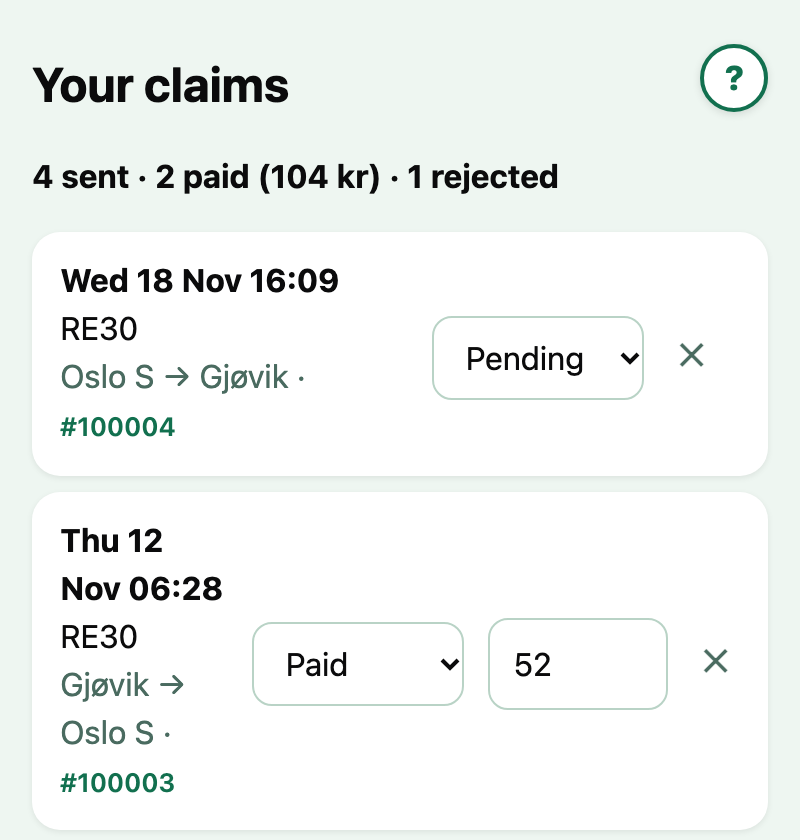 Your claims
?
4 sent · 2 paid (104 kr) · 1 rejected
Wed 18 Nov 16:09
RE30
Oslo S → Gjøvik ·
#100004
Pending
×
Thu 12
Nov 06:28
RE30
Gjøvik →
Oslo S ·
#100003
Paid
52
×